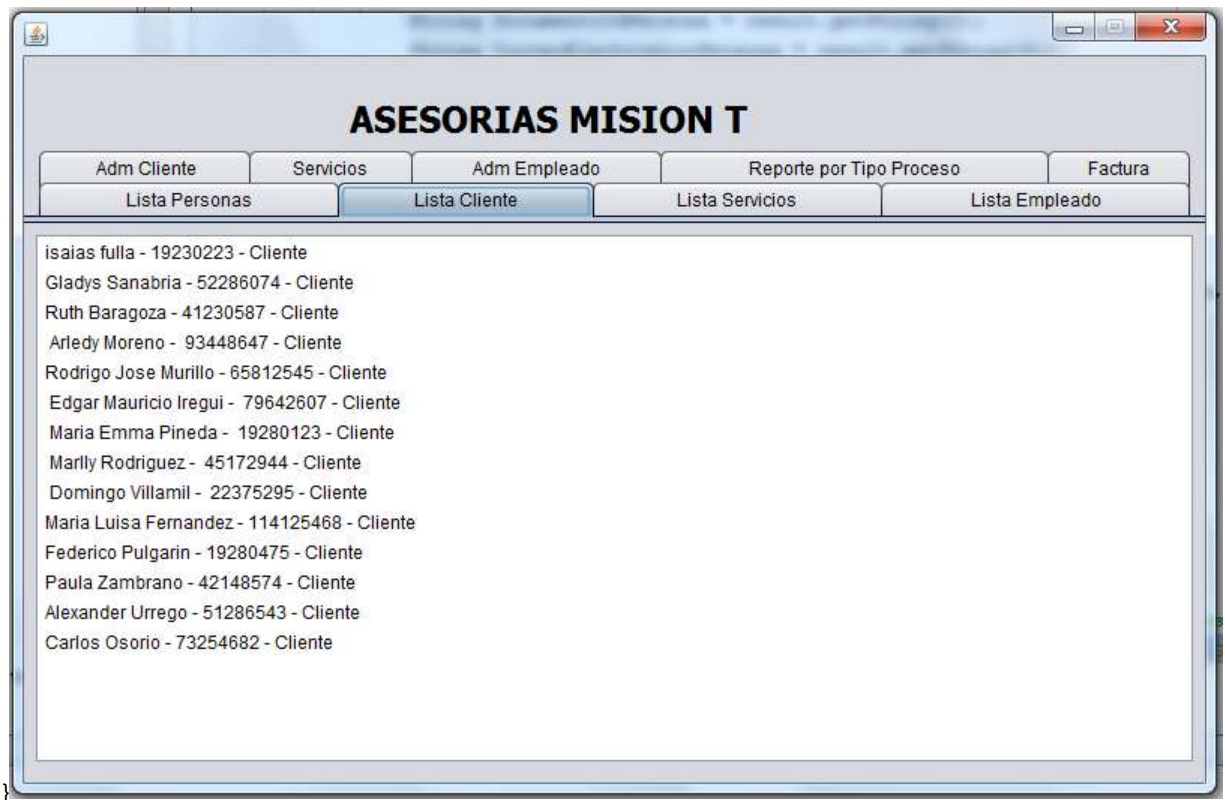 ASESORIAS MISION T
Adm Cliente Servicios Adm Empleado Reporte por Tipo Proceso Factura
Lista Personas Lista Cliente Lista Servicios Lista Empleado
isaias fulla - 19230223 - Cliente
Gladys Sanabria - 52286074 - Cliente
Ruth Baragoza - 41230587 - Cliente
Arledy Moreno -  93448647 - Cliente
Rodrigo Jose Murillo - 65812545 - Cliente
Edgar Mauricio Iregui -  79642607 - Cliente
Maria Emma Pineda -  19280123 - Cliente
Marlly Rodriguez -  45172944 - Cliente
Domingo Villamil -  22375295 - Cliente
Maria Luisa Fernandez - 114125468 - Cliente
Federico Pulgarin - 19280475 - Cliente
Paula Zambrano - 42148574 - Cliente
Alexander Urrego - 51286543 - Cliente
Carlos Osorio - 73254682 - Cliente
}